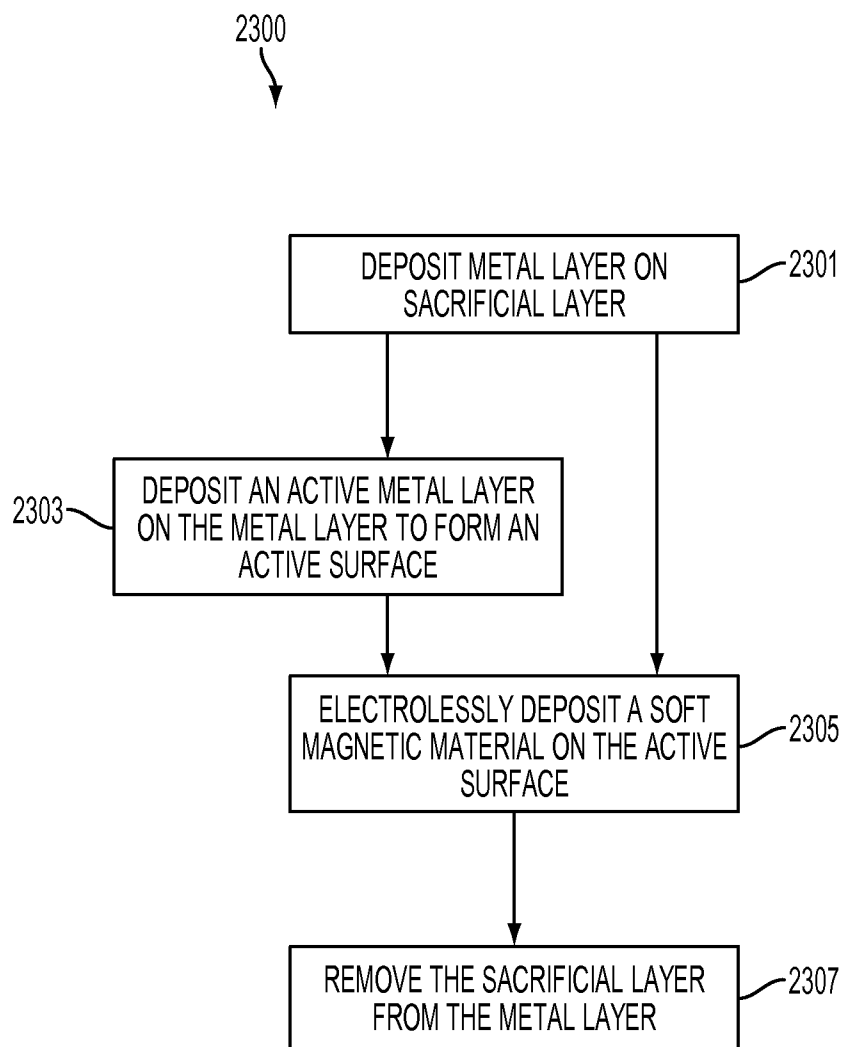 2300
DEPOSIT METAL LAYER ON
SACRIFICIAL LAYER
2301
DEPOSIT AN ACTIVE METAL LAYER
ON THE METAL LAYER TO FORM AN
ACTIVE SURFACE
2303
ELECTROLESSLY DEPOSIT A SOFT
MAGNETIC MATERIAL ON THE ACTIVE
SURFACE
2305
REMOVE THE SACRIFICIAL LAYER
FROM THE METAL LAYER
2307